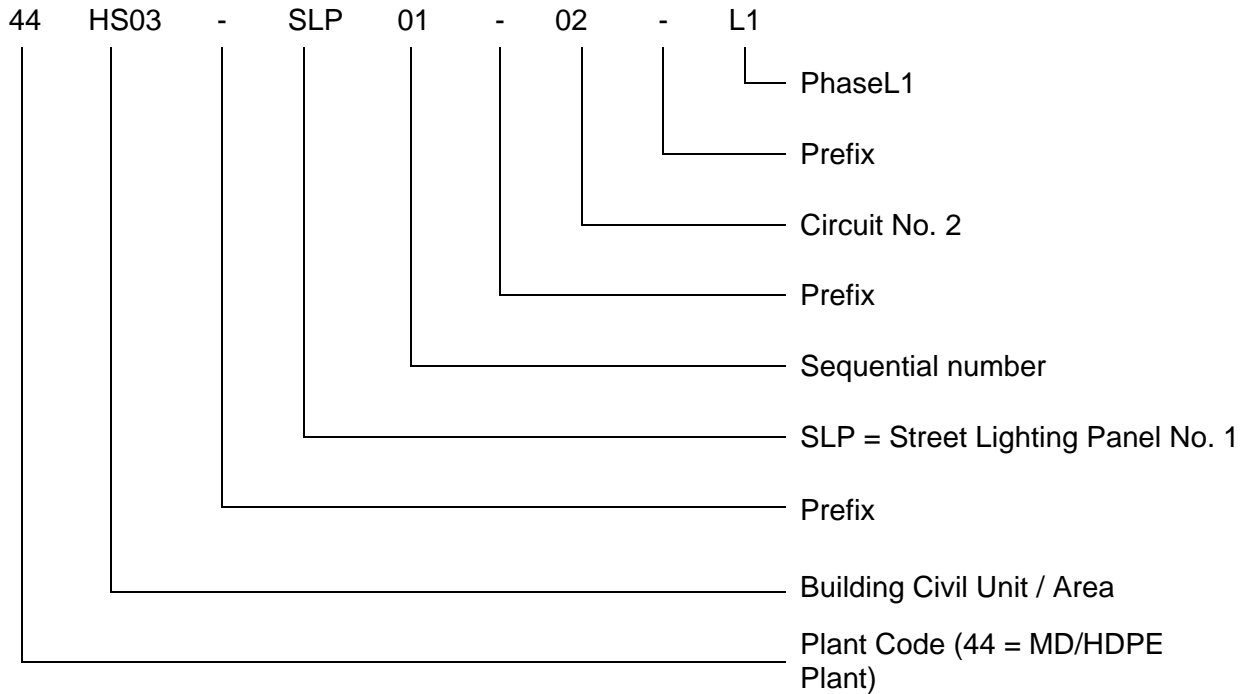 44 HS03 - SLP 01 - 02 - L1
PhaseL1
Prefix
Circuit No. 2
Prefix
Sequential number
SLP = Street Lighting Panel No. 1
Prefix
Building Civil Unit / Area
Plant Code (44 = MD/HDPE
Plant)